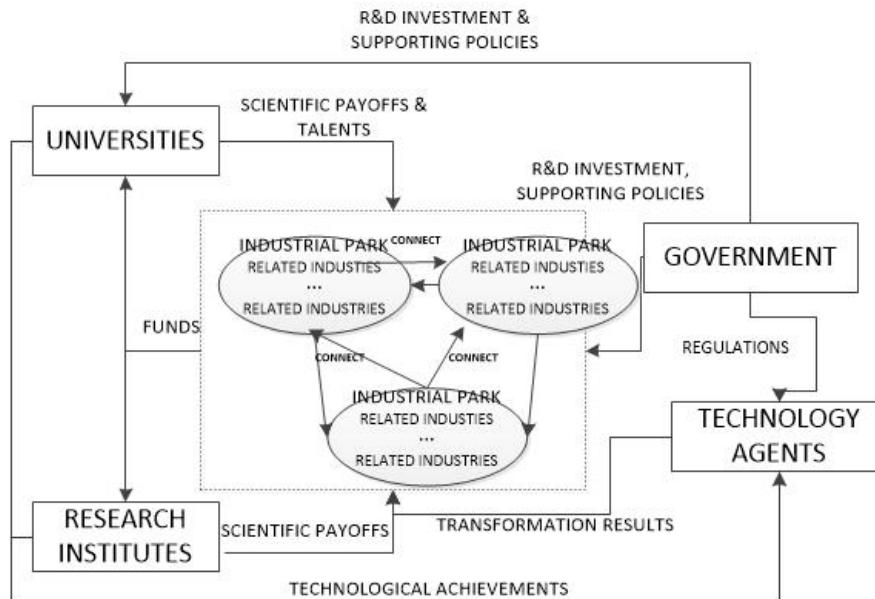 R&D INVESTMENT &
SUPPORTING POLICIES
UNIVERSITIES
SCIENTIFIC PAYOFFS &
TALENTS
R&D INVESTMENT,
SUPPORTING POLICIES
GOVERNMENT
INDUSTRIAL PARK
RELATED INDUSTIES
...
RELATED INDUSTRIES
CONNECT
INDUSTRIAL PARK
RELATED INDUSTIES
...
RELATED INDUSTRIES
FUNDS
CONNECT
CONNECT
REGULATIONS
INDUSTRIAL PARK
RELATED INDUSTIES
...
RELATED INDUSTRIES
TECHNOLOGY
AGENTS
RESEARCH
INSTITUTES
SCIENTIFIC PAYOFFS
TRANSFORMATION RESULTS
TECHNOLOGICAL ACHIEVEMENTS